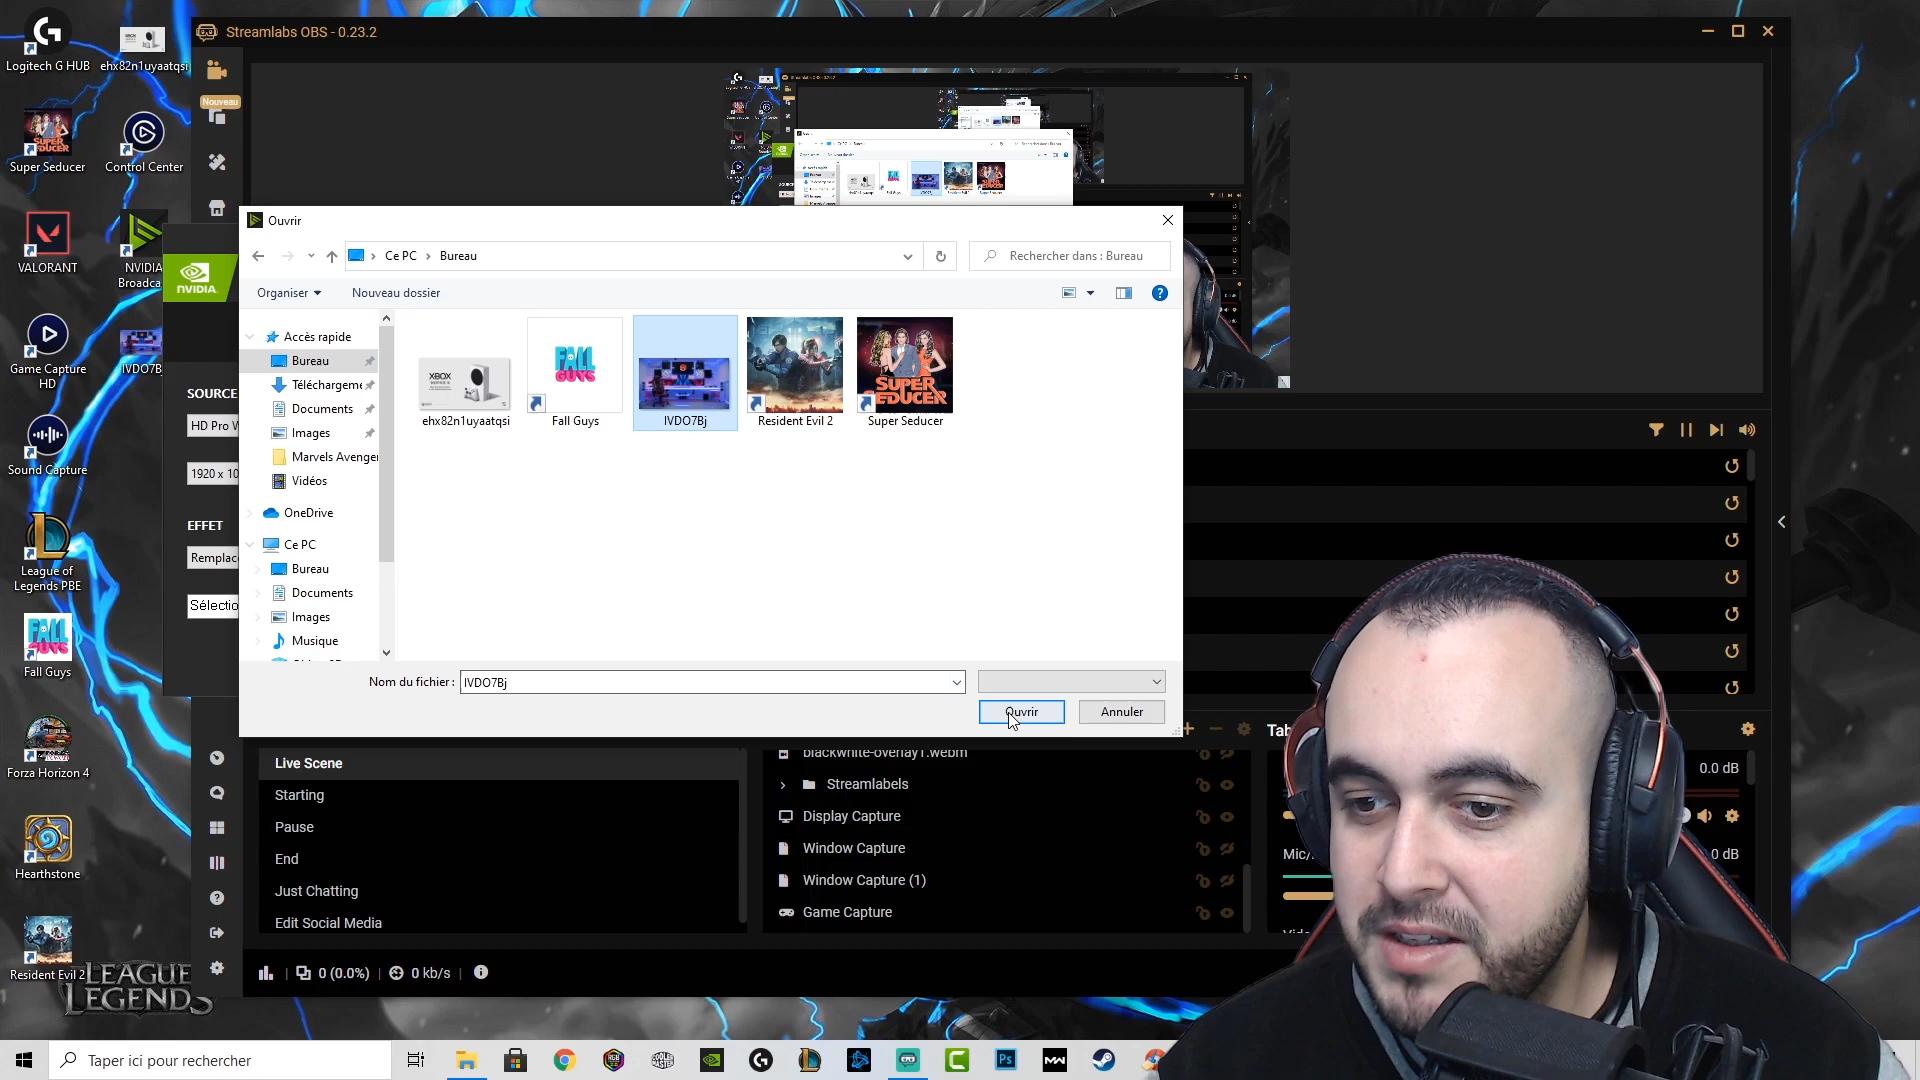 Streamlabs OBS - 0.23.2
Logitech G HUB
ehx82n1uyaatqsi
Nouveau
Super Seducer
Control Center
VALORANT
NVIDIA
Broadca
NVIDIA.
Game Capture
HD
IVDO7B
Sound Capture
League of
Legends PBE
Fall Guys
Forza Horizon 4
Hearthstone
Resident Evil 2
LEAGUE
LEGENDS
SOURCE
HD Pro W
1920 x 10
EFFET
Remplac
Sélectio
Ouvrir
Ce PC
Bureau
Rechercher dans : Bureau
Organiser
Nouveau dossier
Accès rapide
Bureau
Téléchargeme
Documents
Images
Marvels Avenger
Vidéos
OneDrive
Ce PC
Bureau
Documents
Images
Musique
XBOX
FALL
GUYS
SUPER
SEDUCER
ehx82n1uyaatqsi
Fall Guys
IVDO7Bj
Resident Evil 2
Super Seducer
Nom du fichier :
IVDO7Bj
Ouvrir
Annuler
Live Scene
Starting
Pause
End
Just Chatting
Edit Social Media
blackwhite-overlay1.webm
Streamlabels
Display Capture
Window Capture
Window Capture (1)
Game Capture
Tab
0.0 dB
Mic/
0 dB
0 (0.0%)
0 kb/s
Taper ici pour rechercher